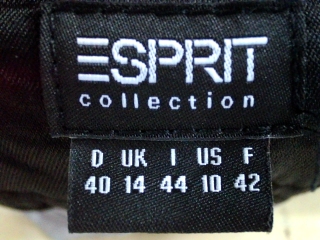 ESPRIT
collection
D UK I US F
40 14 44 10 42